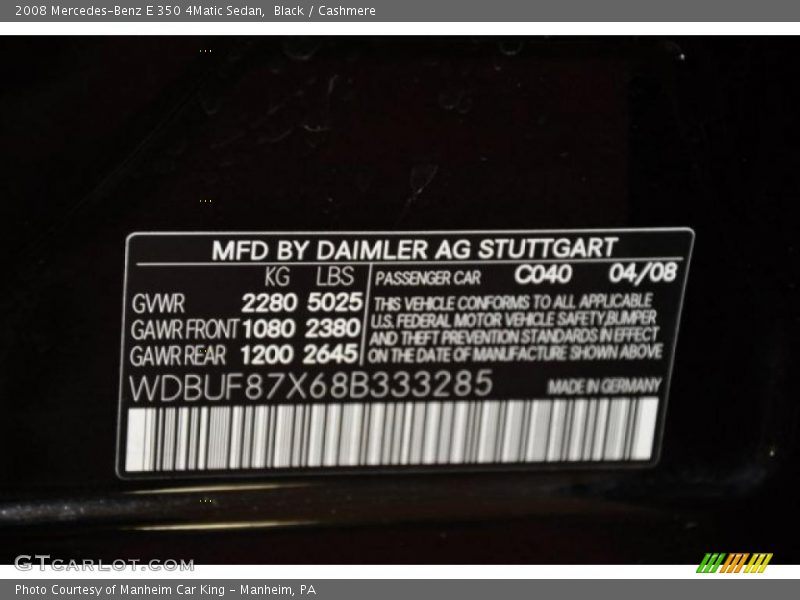 2008 Mercedes-Benz E 350 4Matic Sedan,  Black / Cashmere
MFD BY DAIMLER AG STUTTGART
KG LBS
GVWR 2280 5025
GAWR FRONT 1080 2380
GAWR REAR 1200 2645
PASSENGER CAR C040 04/08
THIS VEHICLE CONFORMS TO ALL APPLICABLE
U.S. FEDERAL MOTOR VEHICLE SAFETY,BUMPER
AND THEFT PREVENTION STANDARDS IN EFFECT
ON THE DATE OF MANUFACTURE SHOWN ABOVE
WDBUF87X68B333285
MADE IN GERMANY
GTCARLOT.COM
Photo Courtesy of Manheim Car King - Manheim, PA